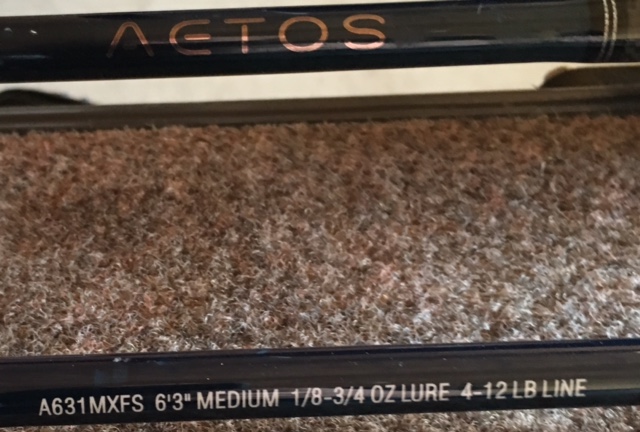 AETOS
A631MXFS 6'3" MEDIUM 1/8-3/4 OZ LURE 4-12 LB LINE